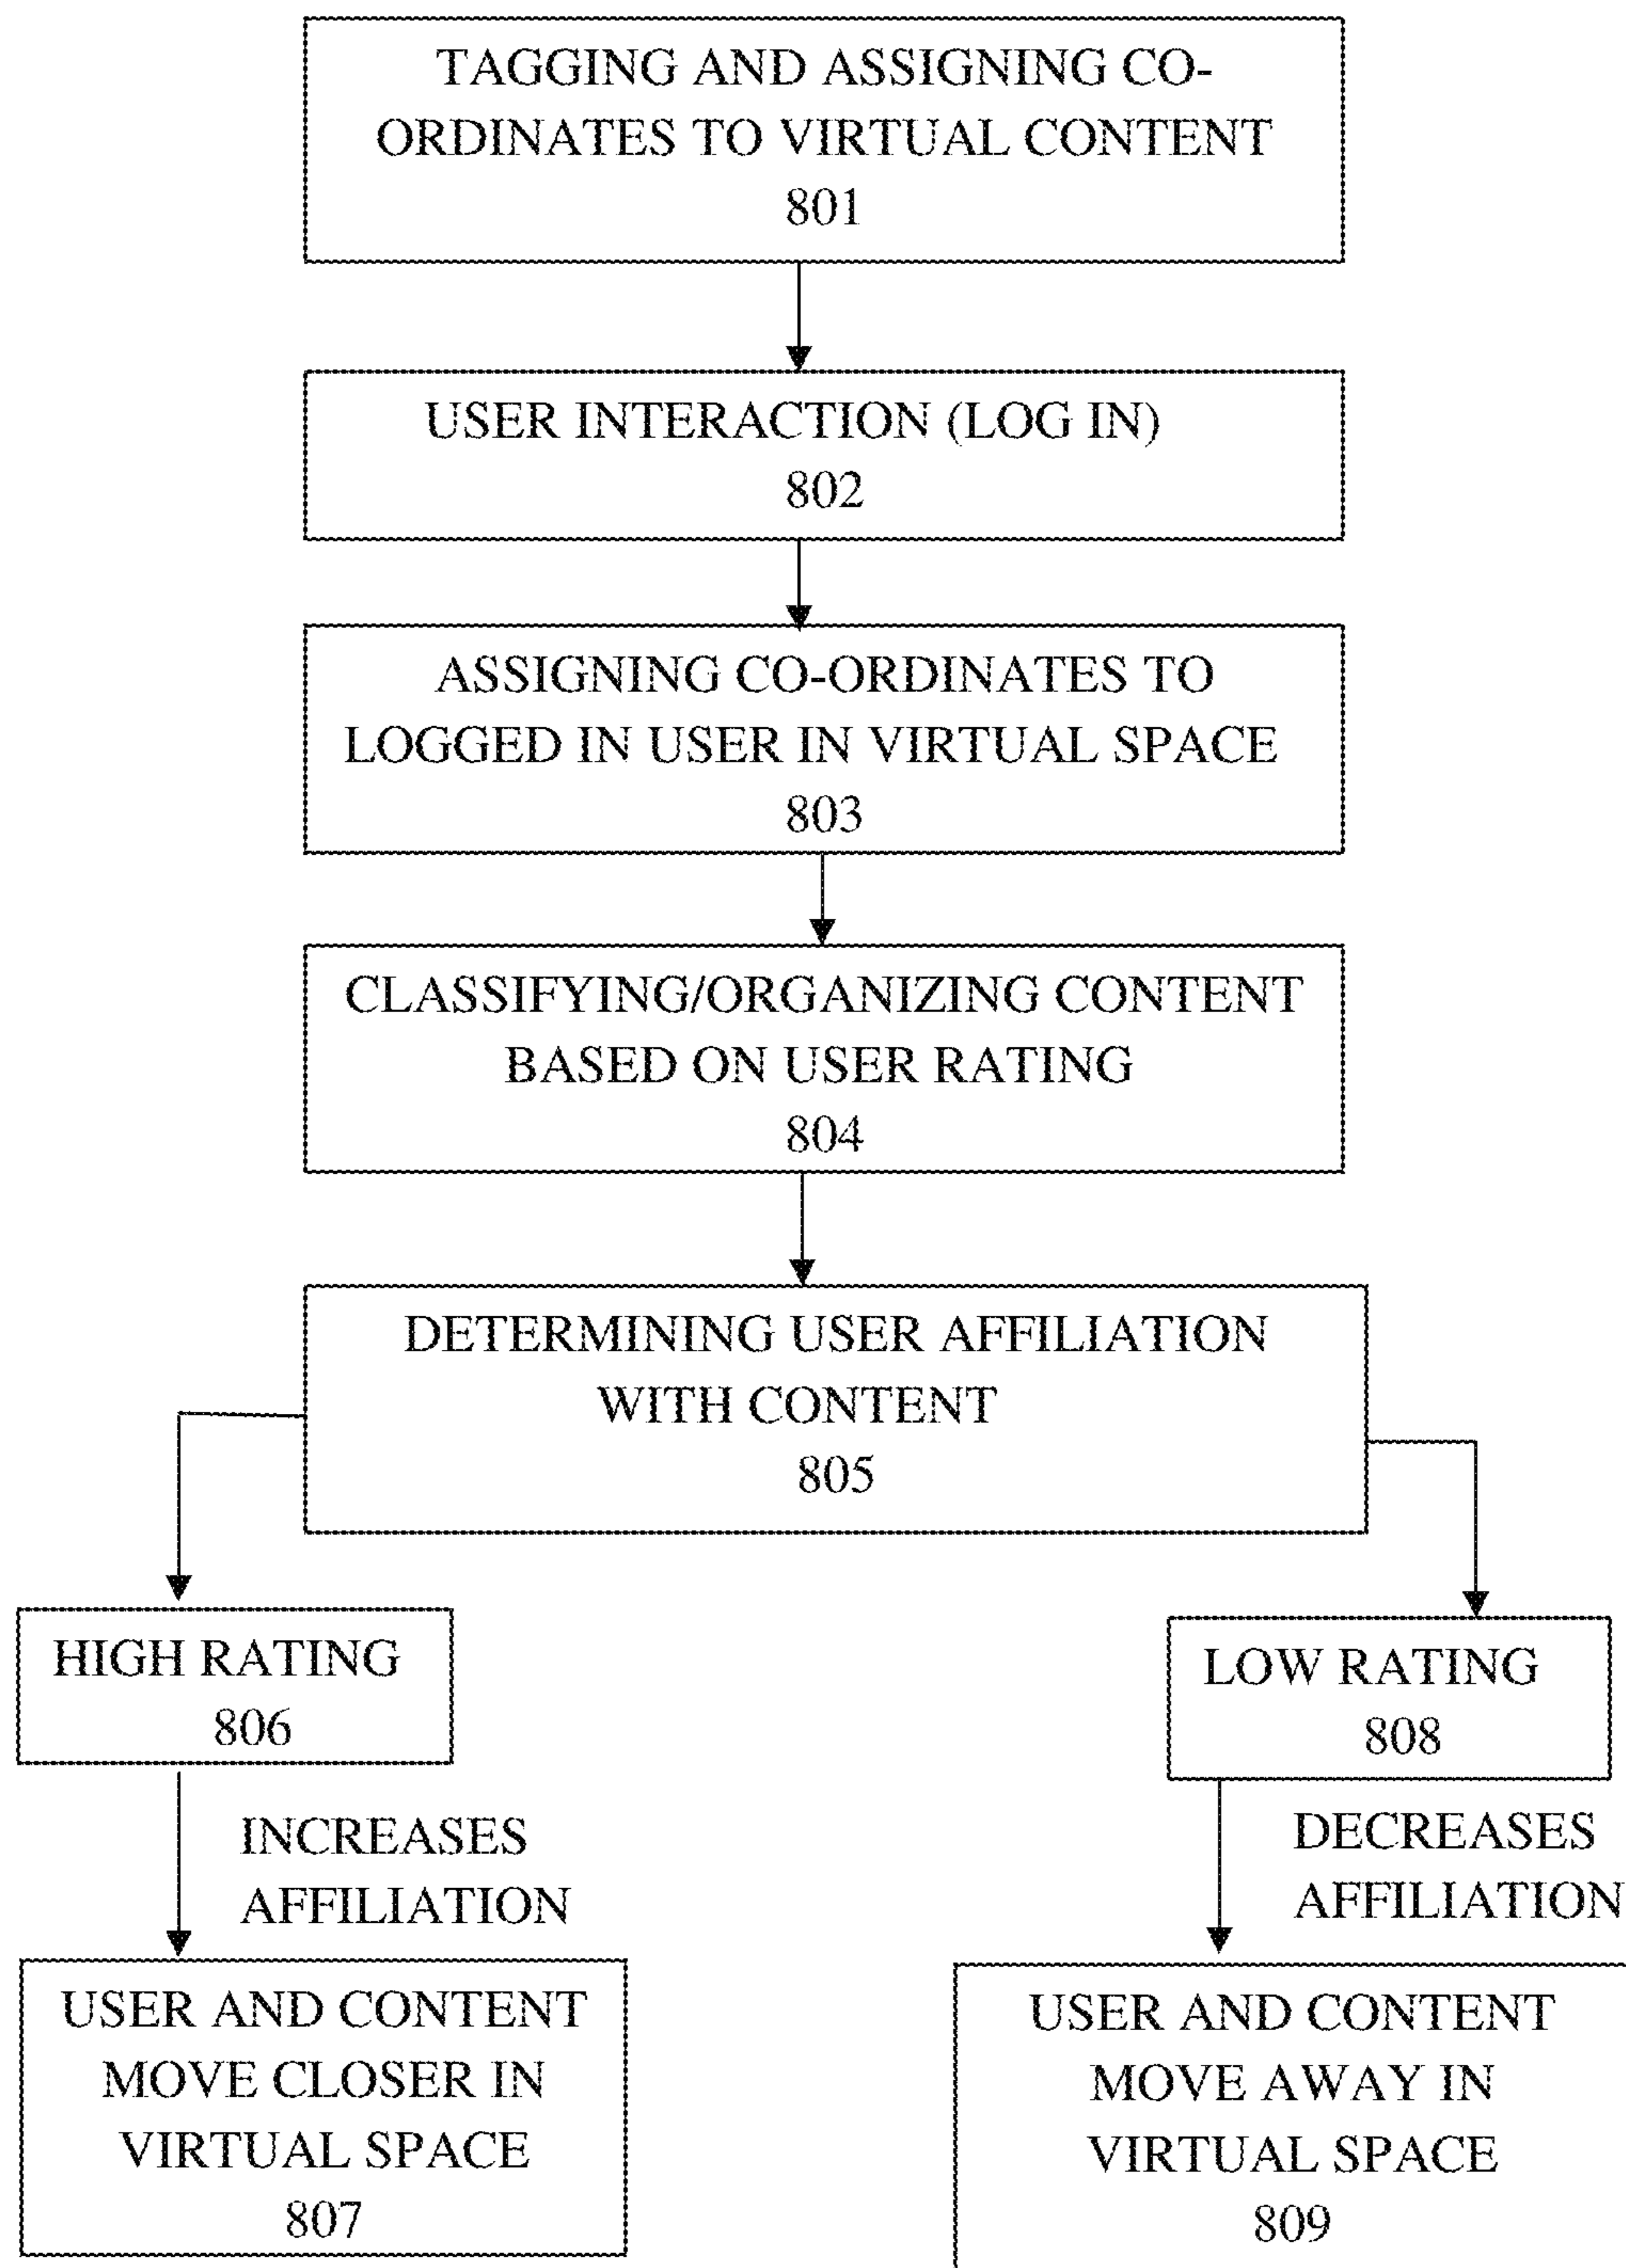 TAGGING AND ASSIGNING CO-
ORDINATES TO VIRTUAL CONTENT
801
USER INTERACTION (LOG IN)
802
ASSIGNING CO-ORDINATES TO
LOGGED IN USER IN VIRTUAL SPACE
803
CLASSIFYING/ORGANIZING CONTENT
BASED ON USER RATING
804
DETERMINING USER AFFILIATION
WITH CONTENT
805
HIGH RATING
806
INCREASES
AFFILIATION
USER AND CONTENT
MOVE CLOSER IN
VIRTUAL SPACE
807
LOW RATING
808
DECREASES
AFFILIATION
USER AND CONTENT
MOVE AWAY IN
VIRTUAL SPACE
809